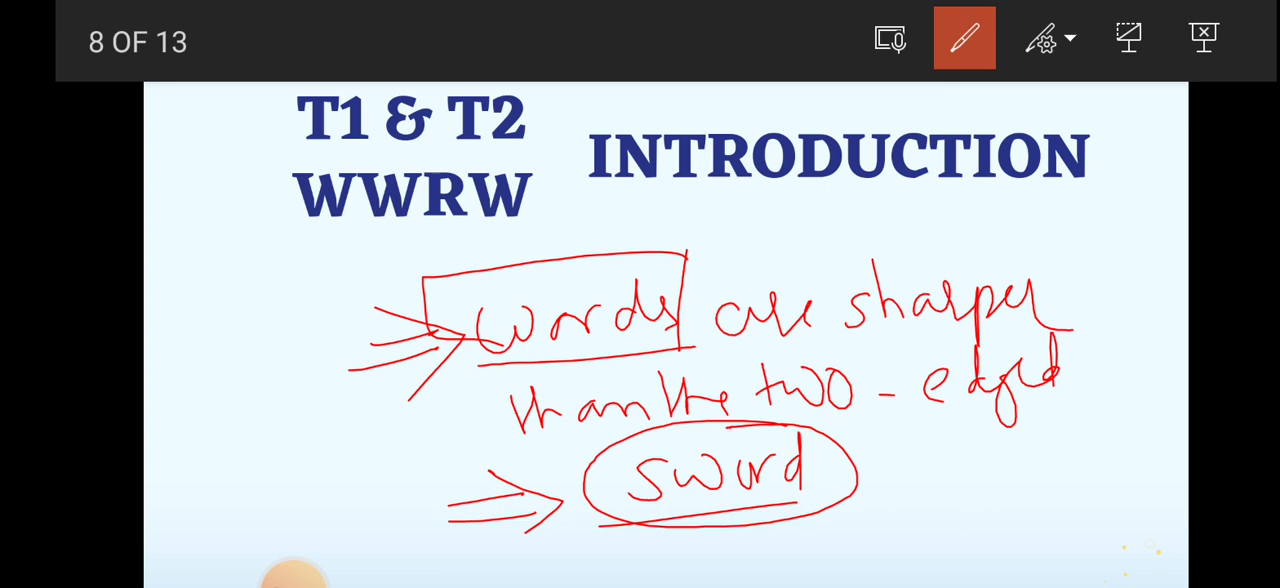 8 OF 13
T1 & T2
WWRW
INTRODUCTION
words are sharper
than the two-edged
sword